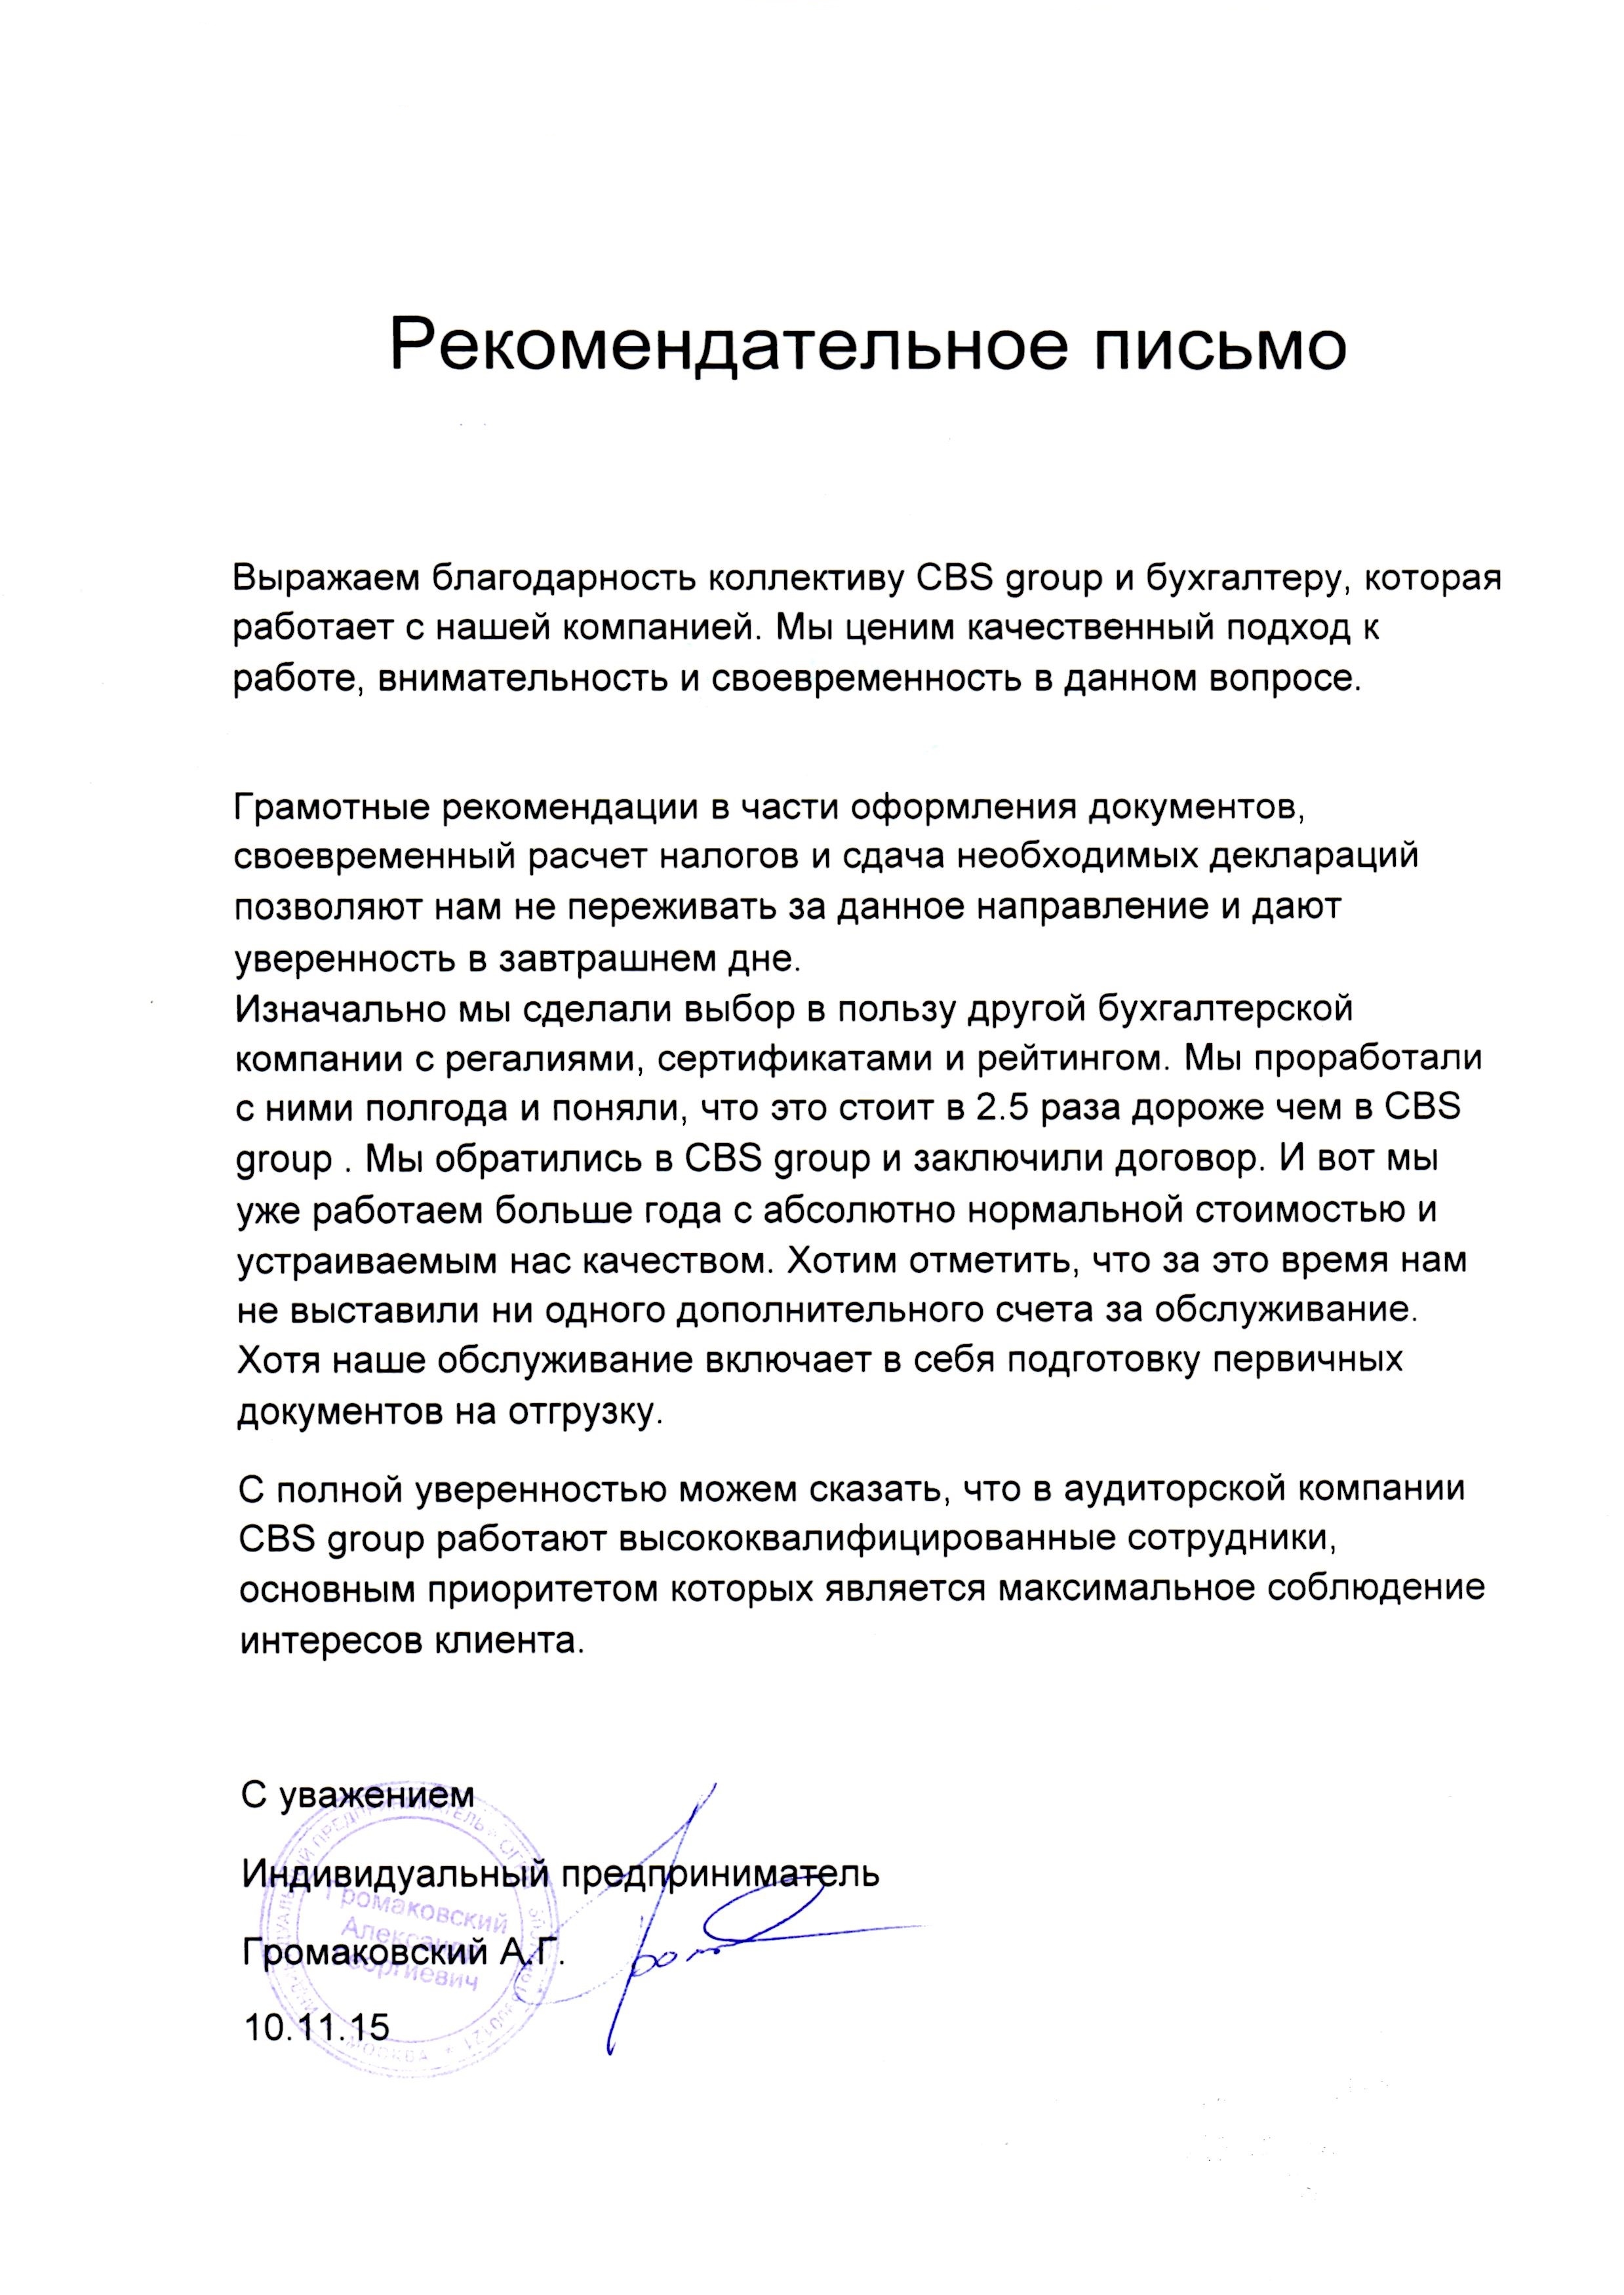 Рекомендательное письмо
Выражаем благодарность коллективу CBS group и бухгалтеру, которая
работает с нашей компанией. Мы ценим качественный подход к
работе, внимательность и своевременность в данном вопросе.
Грамотные рекомендации в части оформления документов,
своевременный расчет налогов и сдача необходимых деклараций
позволяют нам не переживать за данное направление и дают
уверенность в завтрашнем дне.
Изначально мы сделали выбор в пользу другой бухгалтерской
компании с регалиями, сертификатами и рейтингом. Мы проработали
с ними полгода и поняли, что это стоит в 2.5 раза дороже чем в CBS
group . Мы обратились в CBS group и заключили договор. И вот мы
уже работаем больше года с абсолютно нормальной стоимостью и
устраиваемым нас качеством. Хотим отметить, что за это время нам
не выставили ни одного дополнительного счета за обслуживание.
Хотя наше обслуживание включает в себя подготовку первичных
документов на отгрузку.
С полной уверенностью можем сказать, что в аудиторской компании
CBS group работают высококвалифицированные сотрудники,
основным приоритетом которых является максимальное соблюдение
интересов клиента.
С уважением
Индивидуальный предприниматель
Громаковский А.Г.
10.11.15
Громаковский
Александр
Георгиевич
МОСКВА